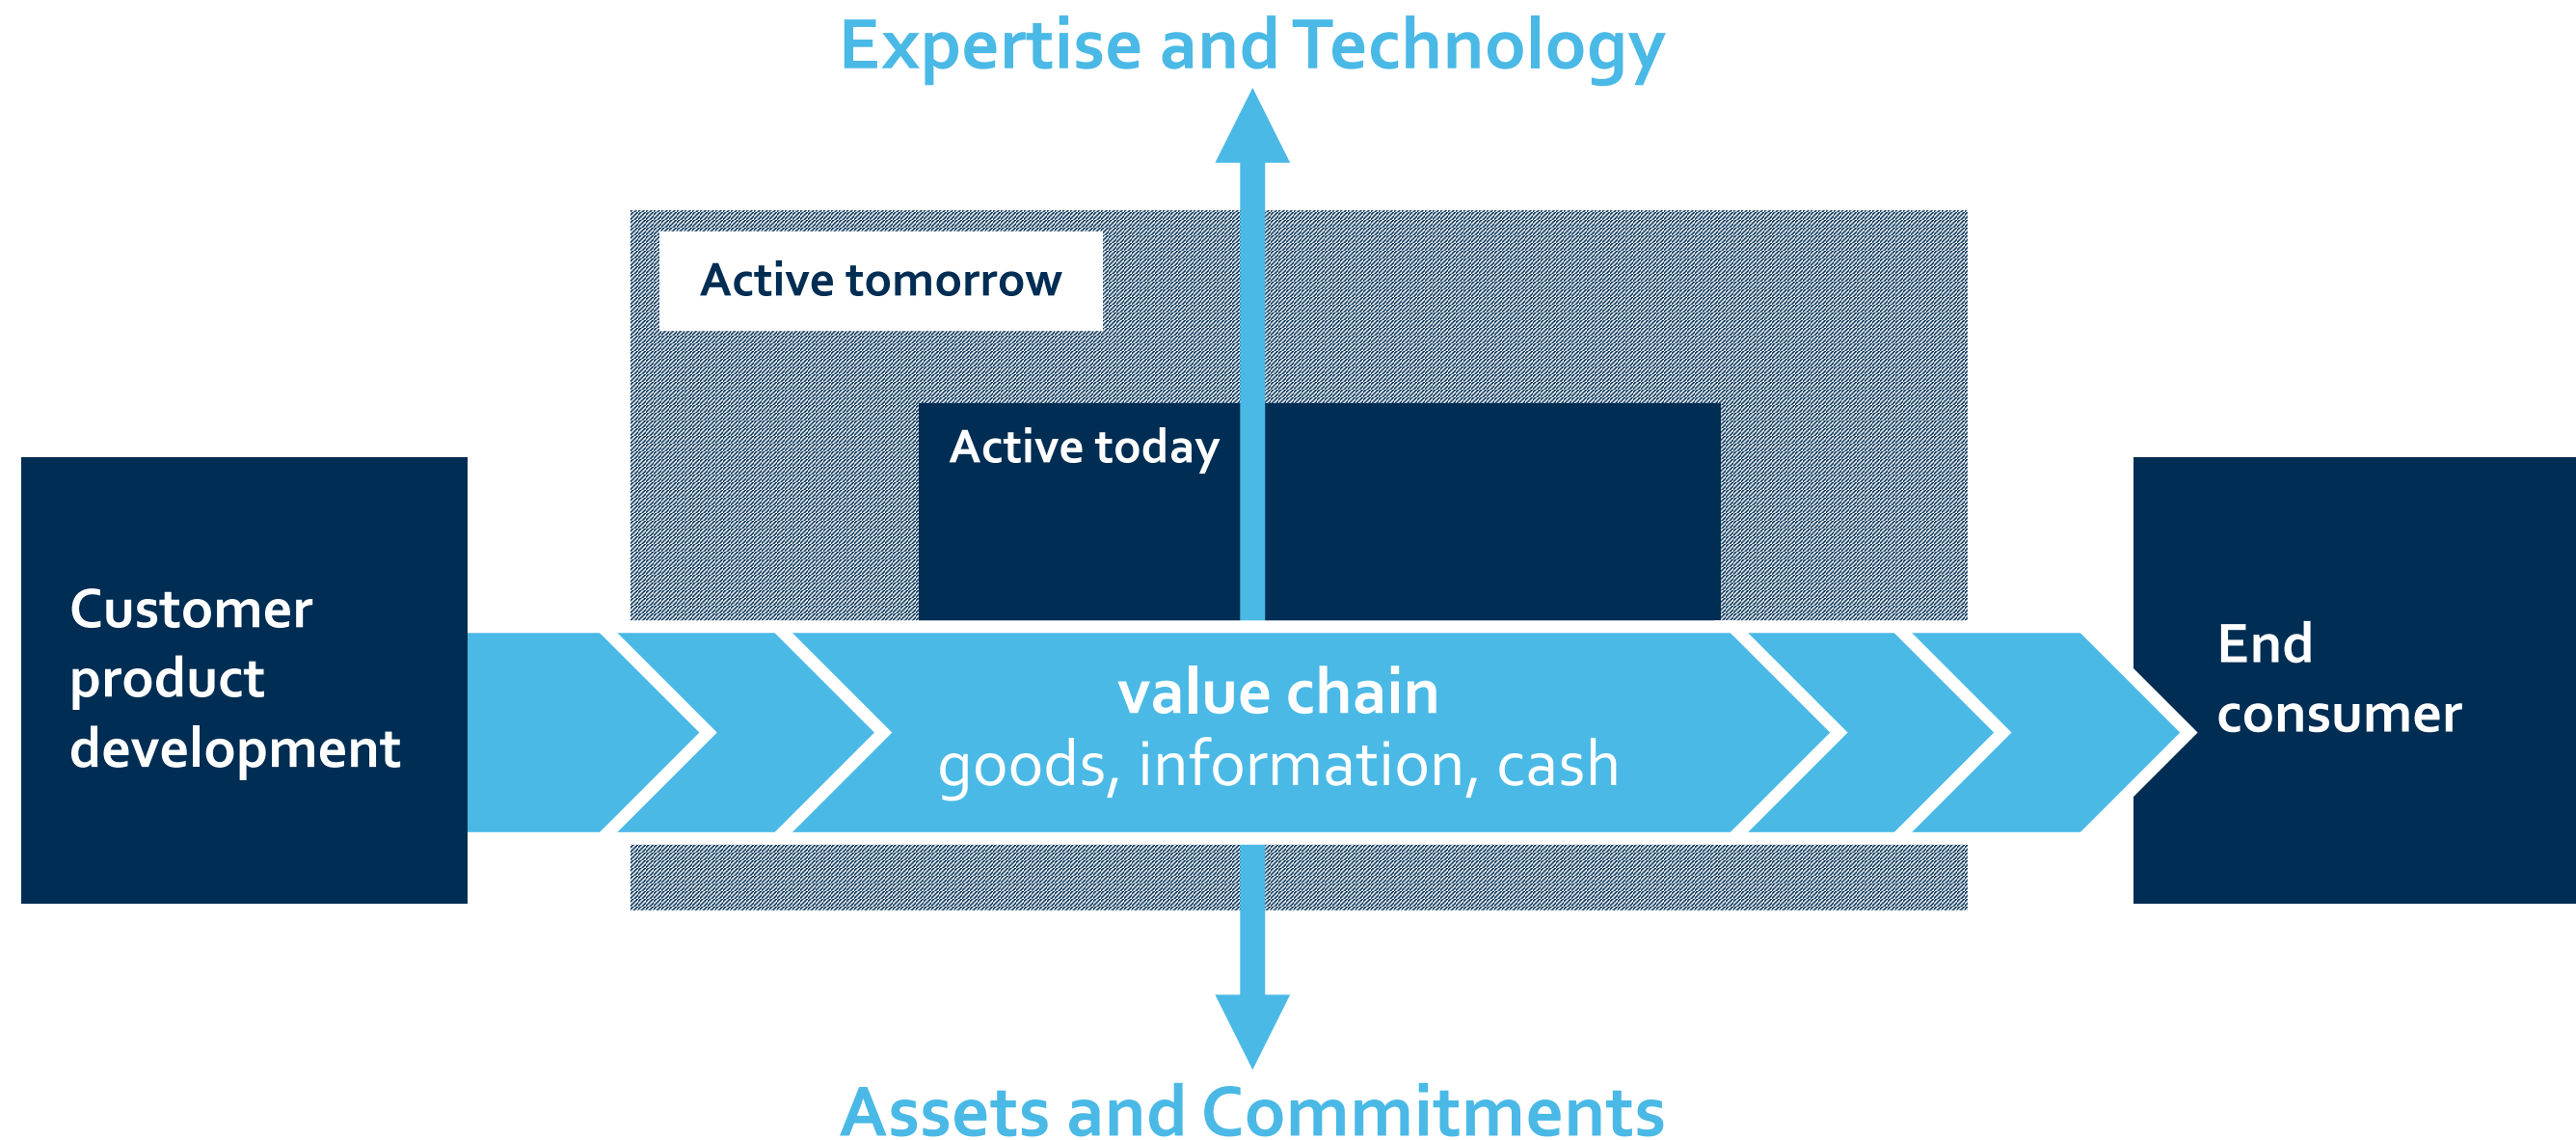 Expertise and Technology
Active tomorrow
Active today
Customer
product
development
value chain
goods, information, cash
End
consumer
Assets and Commitments